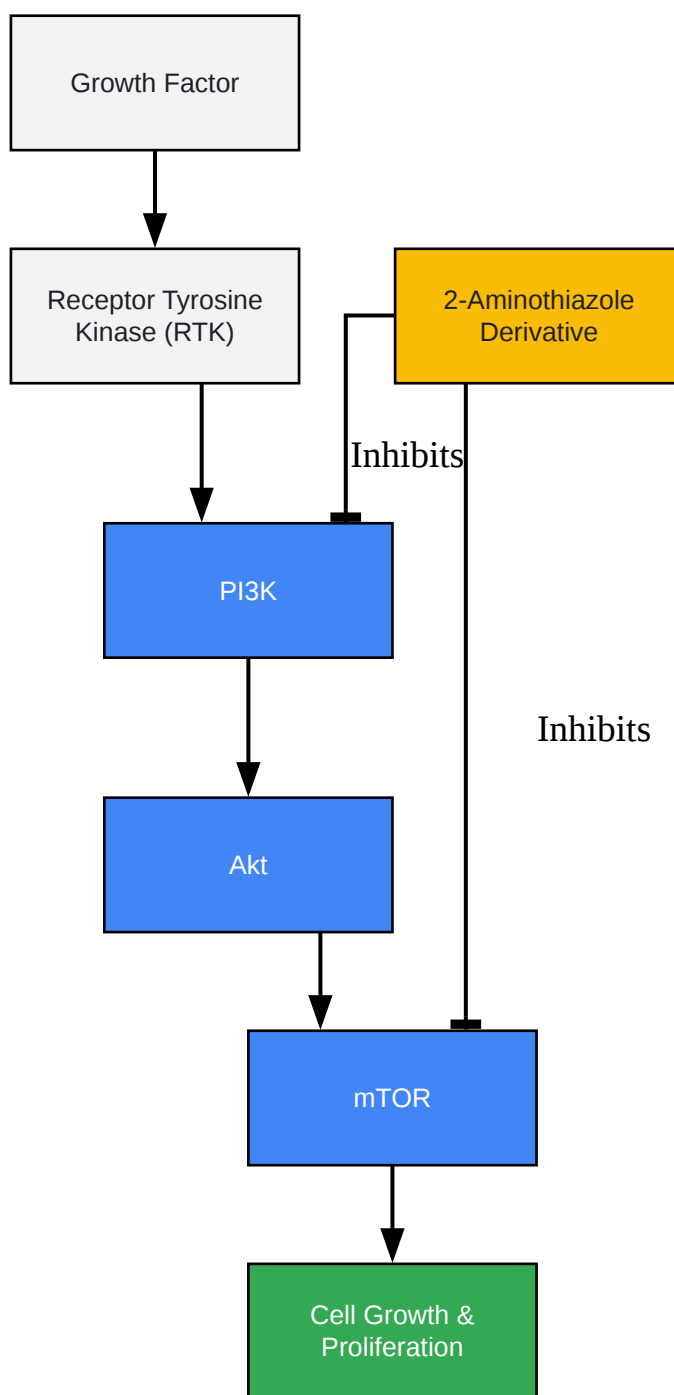 Growth Factor
Receptor Tyrosine
Kinase (RTK)
2-Aminothiazole
Derivative
Inhibits
PI3K
Inhibits
Akt
mTOR
Cell Growth &
Proliferation